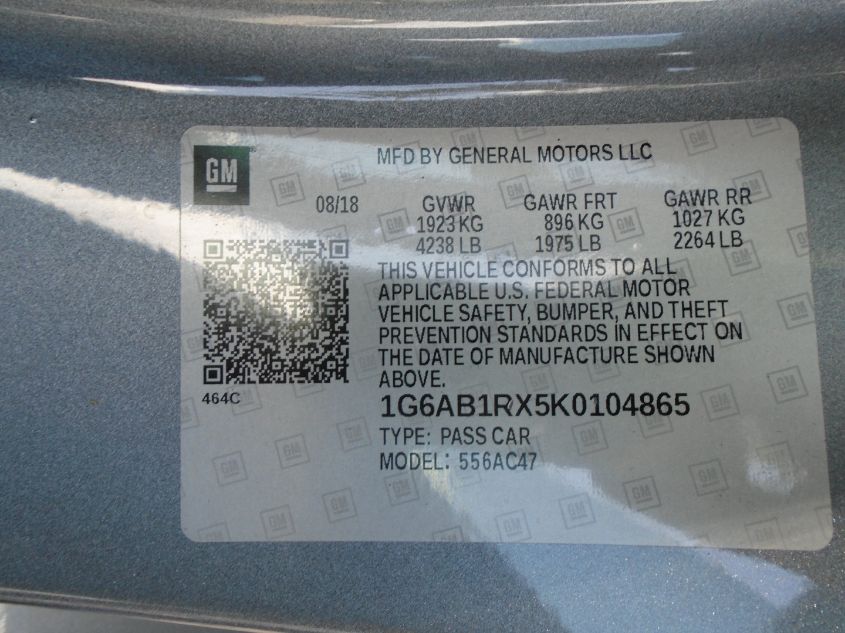 GM
MFD BY GENERAL MOTORS LLC
08/18 GVWR GAWR FRT GAWR RR
1923 KG 896 KG 1027 KG
4238 LB 1975 LB 2264 LB
THIS VEHICLE CONFORMS TO ALL
APPLICABLE U.S. FEDERAL MOTOR
VEHICLE SAFETY, BUMPER, AND THEFT
PREVENTION STANDARDS IN EFFECT ON
THE DATE OF MANUFACTURE SHOWN
ABOVE.
464C
1G6AB1RX5K0104865
TYPE: PASS CAR
MODEL: 556AC47